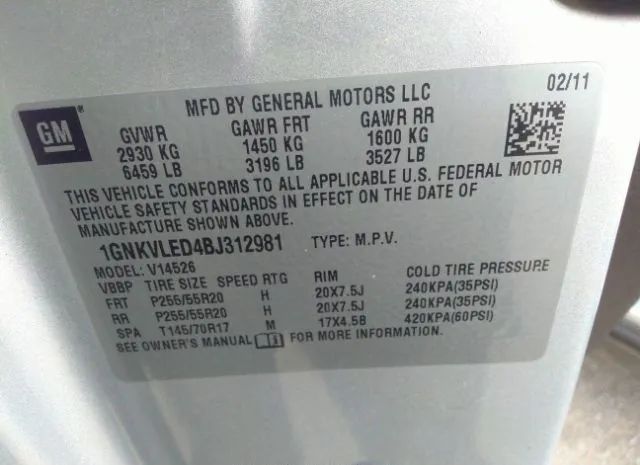 GM
MFD BY GENERAL MOTORS LLC 02/11
GVWR GAWR FRT GAWR RR
2930 KG 1450 KG 1600 KG
6459 LB 3196 LB 3527 LB
THIS VEHICLE CONFORMS TO ALL APPLICABLE U.S. FEDERAL MOTOR
VEHICLE SAFETY STANDARDS IN EFFECT ON THE DATE OF
MANUFACTURE SHOWN ABOVE.
1GNKVLED4BJ312981 TYPE: M.P.V.
MODEL: V14526
VBBP TIRE SIZE SPEED RTG RIM COLD TIRE PRESSURE
FRT P255/55R20 H 20X7.5J 240KPA(35PSI)
RR P255/55R20 H 20X7.5J 240KPA(35PSI)
SPA T145/70R17 M 17X4.5B 420KPA(60PSI)
SEE OWNER'S MANUAL FOR MORE INFORMATION.